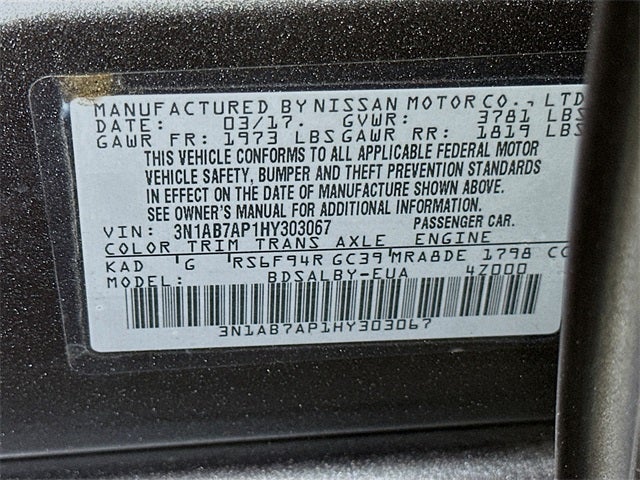 MANUFACTURED BY NISSAN MOTOR CO., LTD
DATE: 03/17. GVWR: 3781 LBS
GAWR FR: 1973 LBS GAWR RR: 1819 LBS
THIS VEHICLE CONFORMS TO ALL APPLICABLE FEDERAL MOTOR
VEHICLE SAFETY, BUMPER AND THEFT PREVENTION STANDARDS
IN EFFECT ON THE DATE OF MANUFACTURE SHOWN ABOVE.
SEE OWNER'S MANUAL FOR ADDITIONAL INFORMATION.
VIN: 3N1AB7AP1HY303067 PASSENGER CAR.
COLOR TRIM TRANS AXLE ENGINE
KAD G RS6F94R GC39 MRA8DE 1798 CC
MODEL: BDSALBY-EUA 4Z000
3N1AB7AP1HY303067